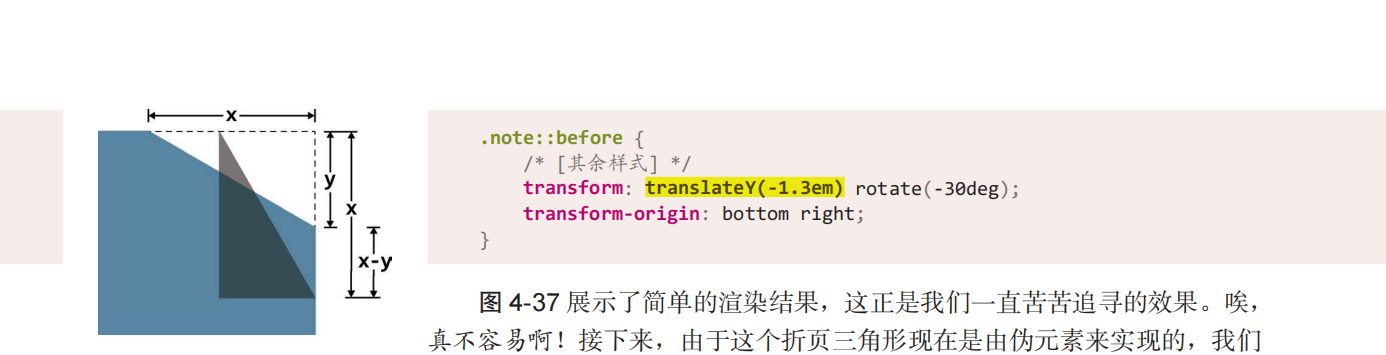 x
y
x
x-y
.note::before {
/* [其余样式] */
transform: translateY(-1.3em) rotate(-30deg);
transform-origin: bottom right;
}
图 4-37 展示了简单的渲染结果，这正是我们一直苦苦追寻的效果。唉，
真不容易啊！接下来，由于这个折页三角形现在是由伪元素来实现的，我们